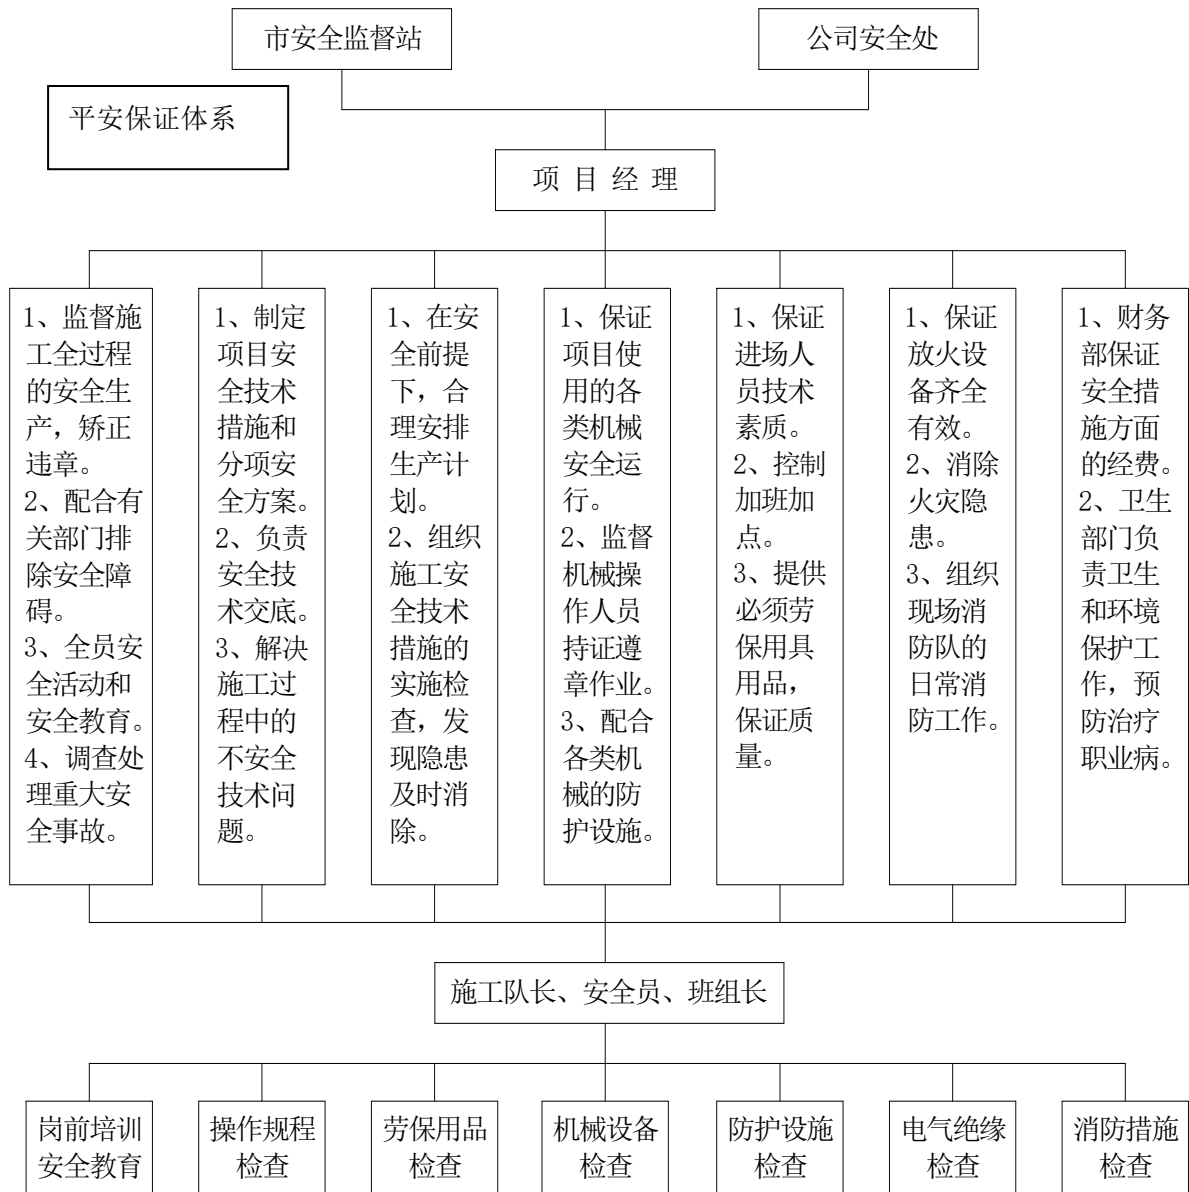 市安全监督站
公司安全处
平安保证体系
项 目 经 理
1、监督施
工全过程
的安全生
产，矫正
违章。
2、配合有
关部门排
除安全障
碍。
3、全员安
全活动和
安全教育。
4、调查处
理重大安
全事故。
1、制定
项目安
全技术
措施和
分项安
全方案。
2、负责
安全技
术交底。
3、解决
施工过
程中的
不安全
技术问
题。
1、在安
全前提
下，合
理安排
生产计
划。
2、组织
施工安
全技术
措施的
实施检
查，发
现隐患
及时消
除。
1、保证
项目使
用的各
类机械
安全运
行。
2、监督
机械操
作人员
持证遵
章作业。
3、配合
各类机
械的防
护设施。
1、保证
进场人
员技术
素质。
2、控制
加班加
点。
3、提供
必须劳
保用具
用品，
保证质
量。
1、保证
放火设
备齐全
有效。
2、消除
火灾隐
患。
3、组织
现场消
防队的
日常消
防工作。
1、财务
部保证
安全措
施方面
的经费。
2、卫生
部门负
责卫生
和环境
保护工
作，预
防治疗
职业病。
施工队长、安全员、班组长
岗前培训
安全教育
操作规程
检查
劳保用品
检查
机械设备
检查
防护设施
检查
电气绝缘
检查
消防措施
检查